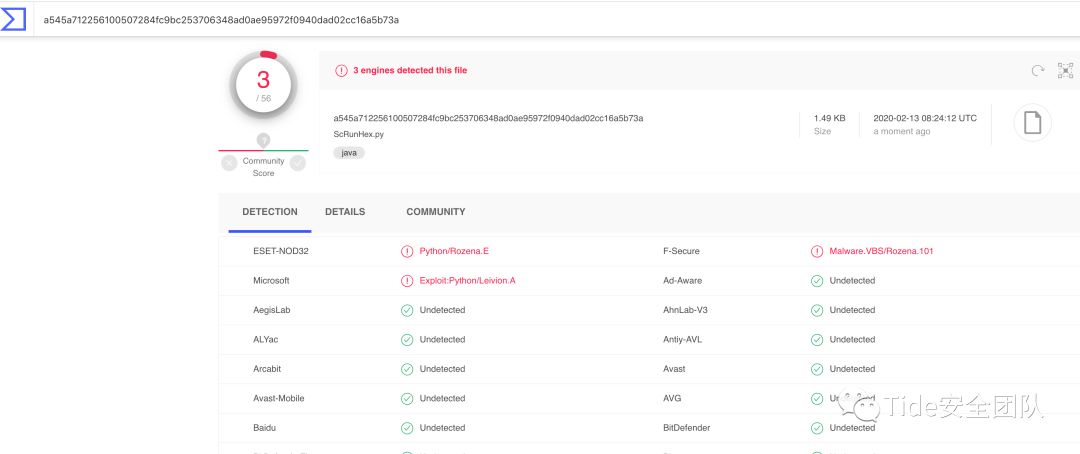 a545a712256100507284fc9bc253706348ad0ae95972f0940dad02cc16a5b73a
3
/ 56
3 engines detected this file
a545a712256100507284fc9bc253706348ad0ae95972f0940dad02cc16a5b73a
ScRunHex.py
java
1.49 KB
Size
2020-02-13 08:24:12 UTC
a moment ago
?
Community
Score
DETECTION DETAILS COMMUNITY
ESET-NOD32 Python/Rozena.E F-Secure Malware.VBS/Rozena.101
Microsoft Exploit:Python/Leivion.A Ad-Aware Undetected
AegisLab Undetected AhnLab-V3 Undetected
ALYac Undetected Antiy-AVL Undetected
Arcabit Undetected Avast Undetected
Avast-Mobile Undetected AVG
Tide安全团队
Baidu Undetected BitDefender Undetected